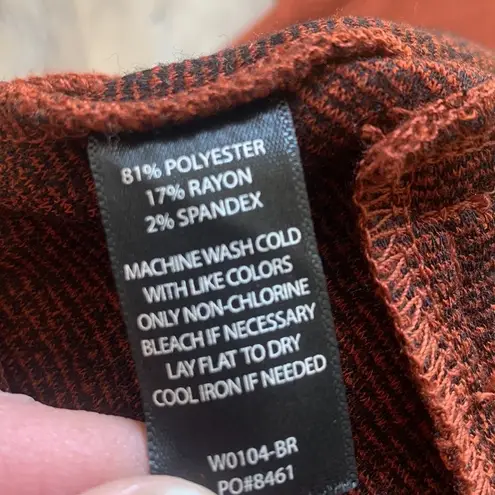 81% POLYESTER
17% RAYON
2% SPANDEX
MACHINE WASH COLD
WITH LIKE COLORS
ONLY NON-CHLORINE
BLEACH IF NECESSARY
LAY FLAT TO DRY
COOL IRON IF NEEDED
W0104-BR
PO#8461